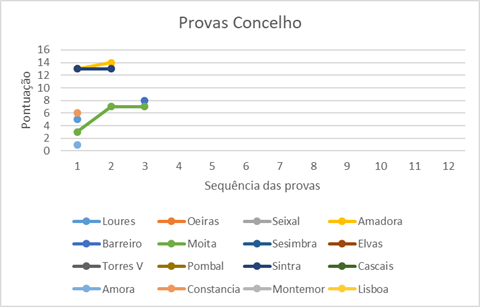 Provas Concelho
Pontuação
16
14
12
10
8
6
4
2
0
1 2 3 4 5 6 7 8 9 10 11 12
Sequência das provas
Loures Oeiras Seixal Amadora
Barreiro Moita Sesimbra Elvas
Torres V Pombal Sintra Cascais
Amora Constancia Montemor Lisboa